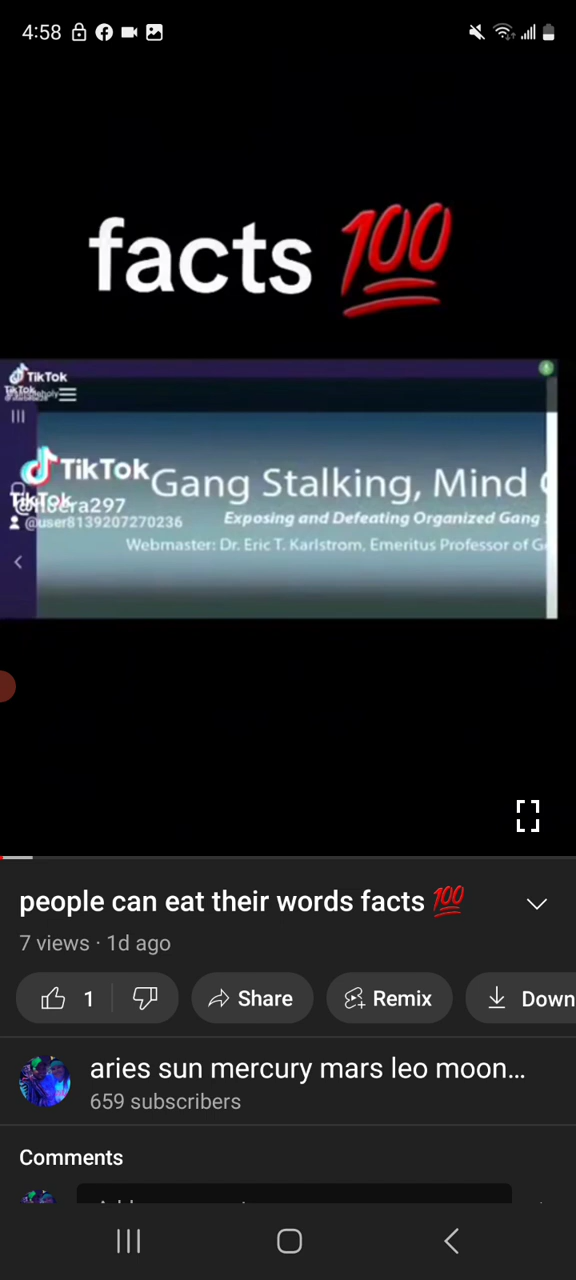 4:58
facts 💯
TikTok
TikTok
Gang Stalking, Mind
TikTok
@user8139207270236
Exposing and Defeating Organized Gang
Webmaster: Dr. Eric T. Karlstrom, Emeritus Professor of G
people can eat their words facts 💯
7 views · 1d ago
1
Share
Remix
Down
aries sun mercury mars leo moon...
659 subscribers
Comments